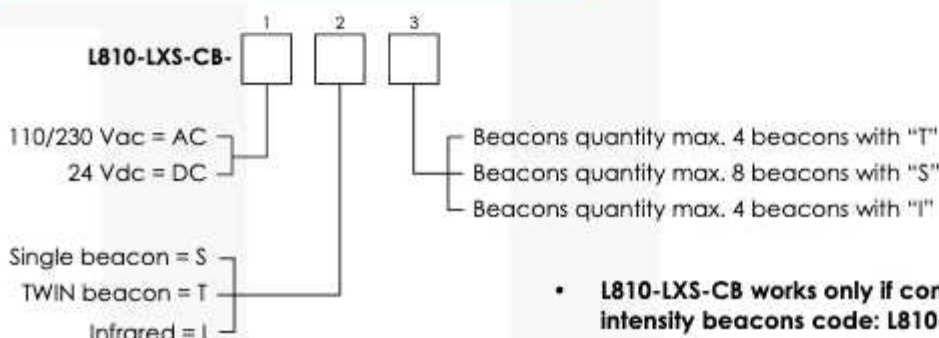 1 2 3
L810-LXS-CB-
110/230 Vac = AC
24 Vdc = DC
Beacons quantity max. 4 beacons with "T"
Beacons quantity max. 8 beacons with "S"
Beacons quantity max. 4 beacons with "I"
Single beacon = S
TWIN beacon = T
Infrared = I
• L810-LXS-CB works only if
intensity beacons code: L810